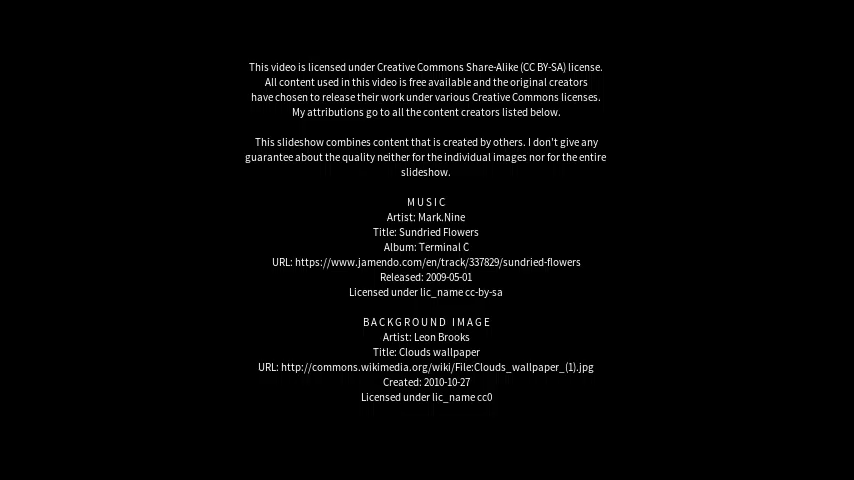 This video is licensed under Creative Commons Share-Alike (CC BY-SA) license.
All content used in this video is free available and the original creators
have chosen to release their work under various Creative Commons licenses.
My attributions go to all the content creators listed below.
This slideshow combines content that is created by others. I don't give any
guarantee about the quality neither for the individual images nor for the entire
slideshow.
M U S I C
Artist: Mark.Nine
Title: Sundried Flowers
Album: Terminal C
URL: https://www.jamendo.com/en/track/337829/sundried-flowers
Released: 2009-05-01
Licensed under lic_name cc-by-sa
B A C K G R O U N D   I M A G E
Artist: Leon Brooks
Title: Clouds wallpaper
URL: http://commons.wikimedia.org/wiki/File:Clouds_wallpaper_(1).jpg
Created: 2010-10-27
Licensed under lic_name cc0